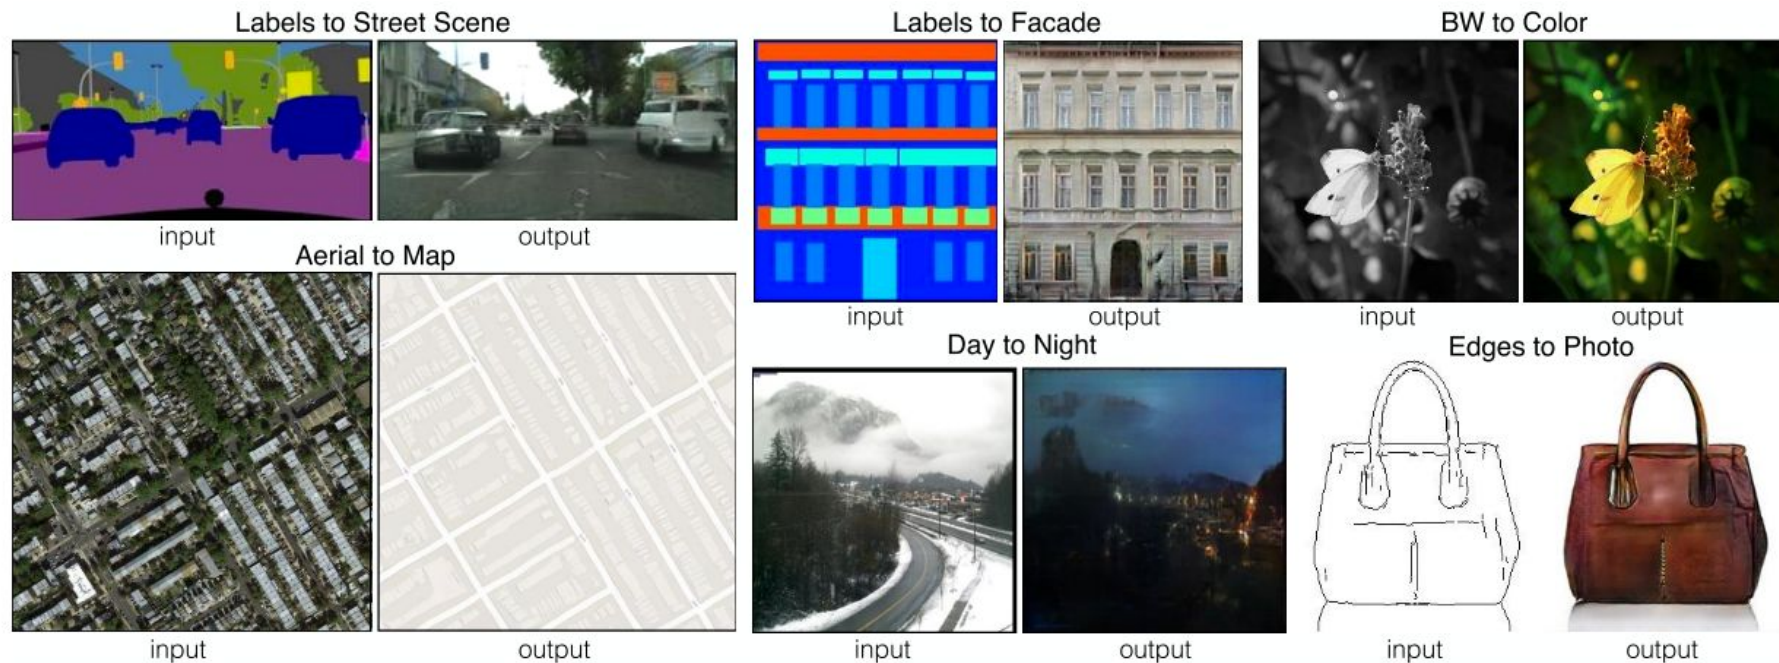 Labels to Street Scene
input
output
Aerial to Map
input
output
Labels to Facade
input
output
Day to Night
input
output
BW to Color
input
output
Edges to Photo
input
output